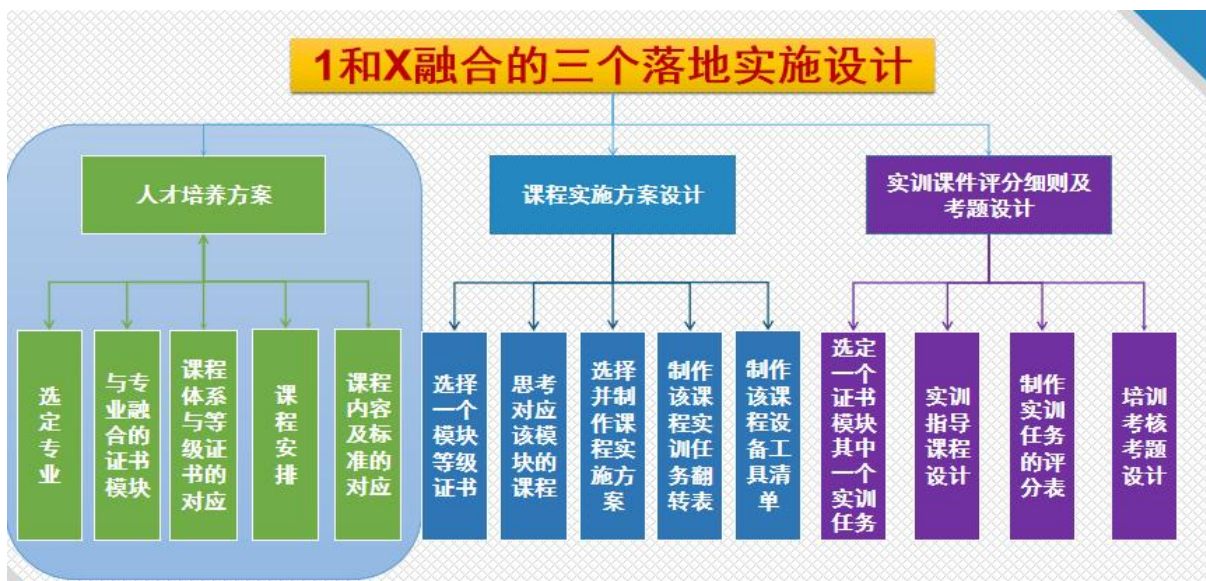 1和X融合的三个落地实施设计
人才培养方案
课程实施方案设计
实训课件评分细则及
考题设计
选
定
专
业
与专
业融
合的
证书
模块
课程
体系
与等
级证
书的
对应
课
程
安
排
课程
内容
及标
准的
对应
选择
一个
模块
等级
证书
思考
对应
该模
块的
课程
选择
并制
作课
程实
施方
案
制作
该课
程实
训任
务翻
转表
制作
该课
程设
备工
具清
单
选定
一个
证书
模块
其中
一个
实训
任务
实训
指导
课程
设计
制作
实训
任务
的评
分表
培训
考核
考题
设计